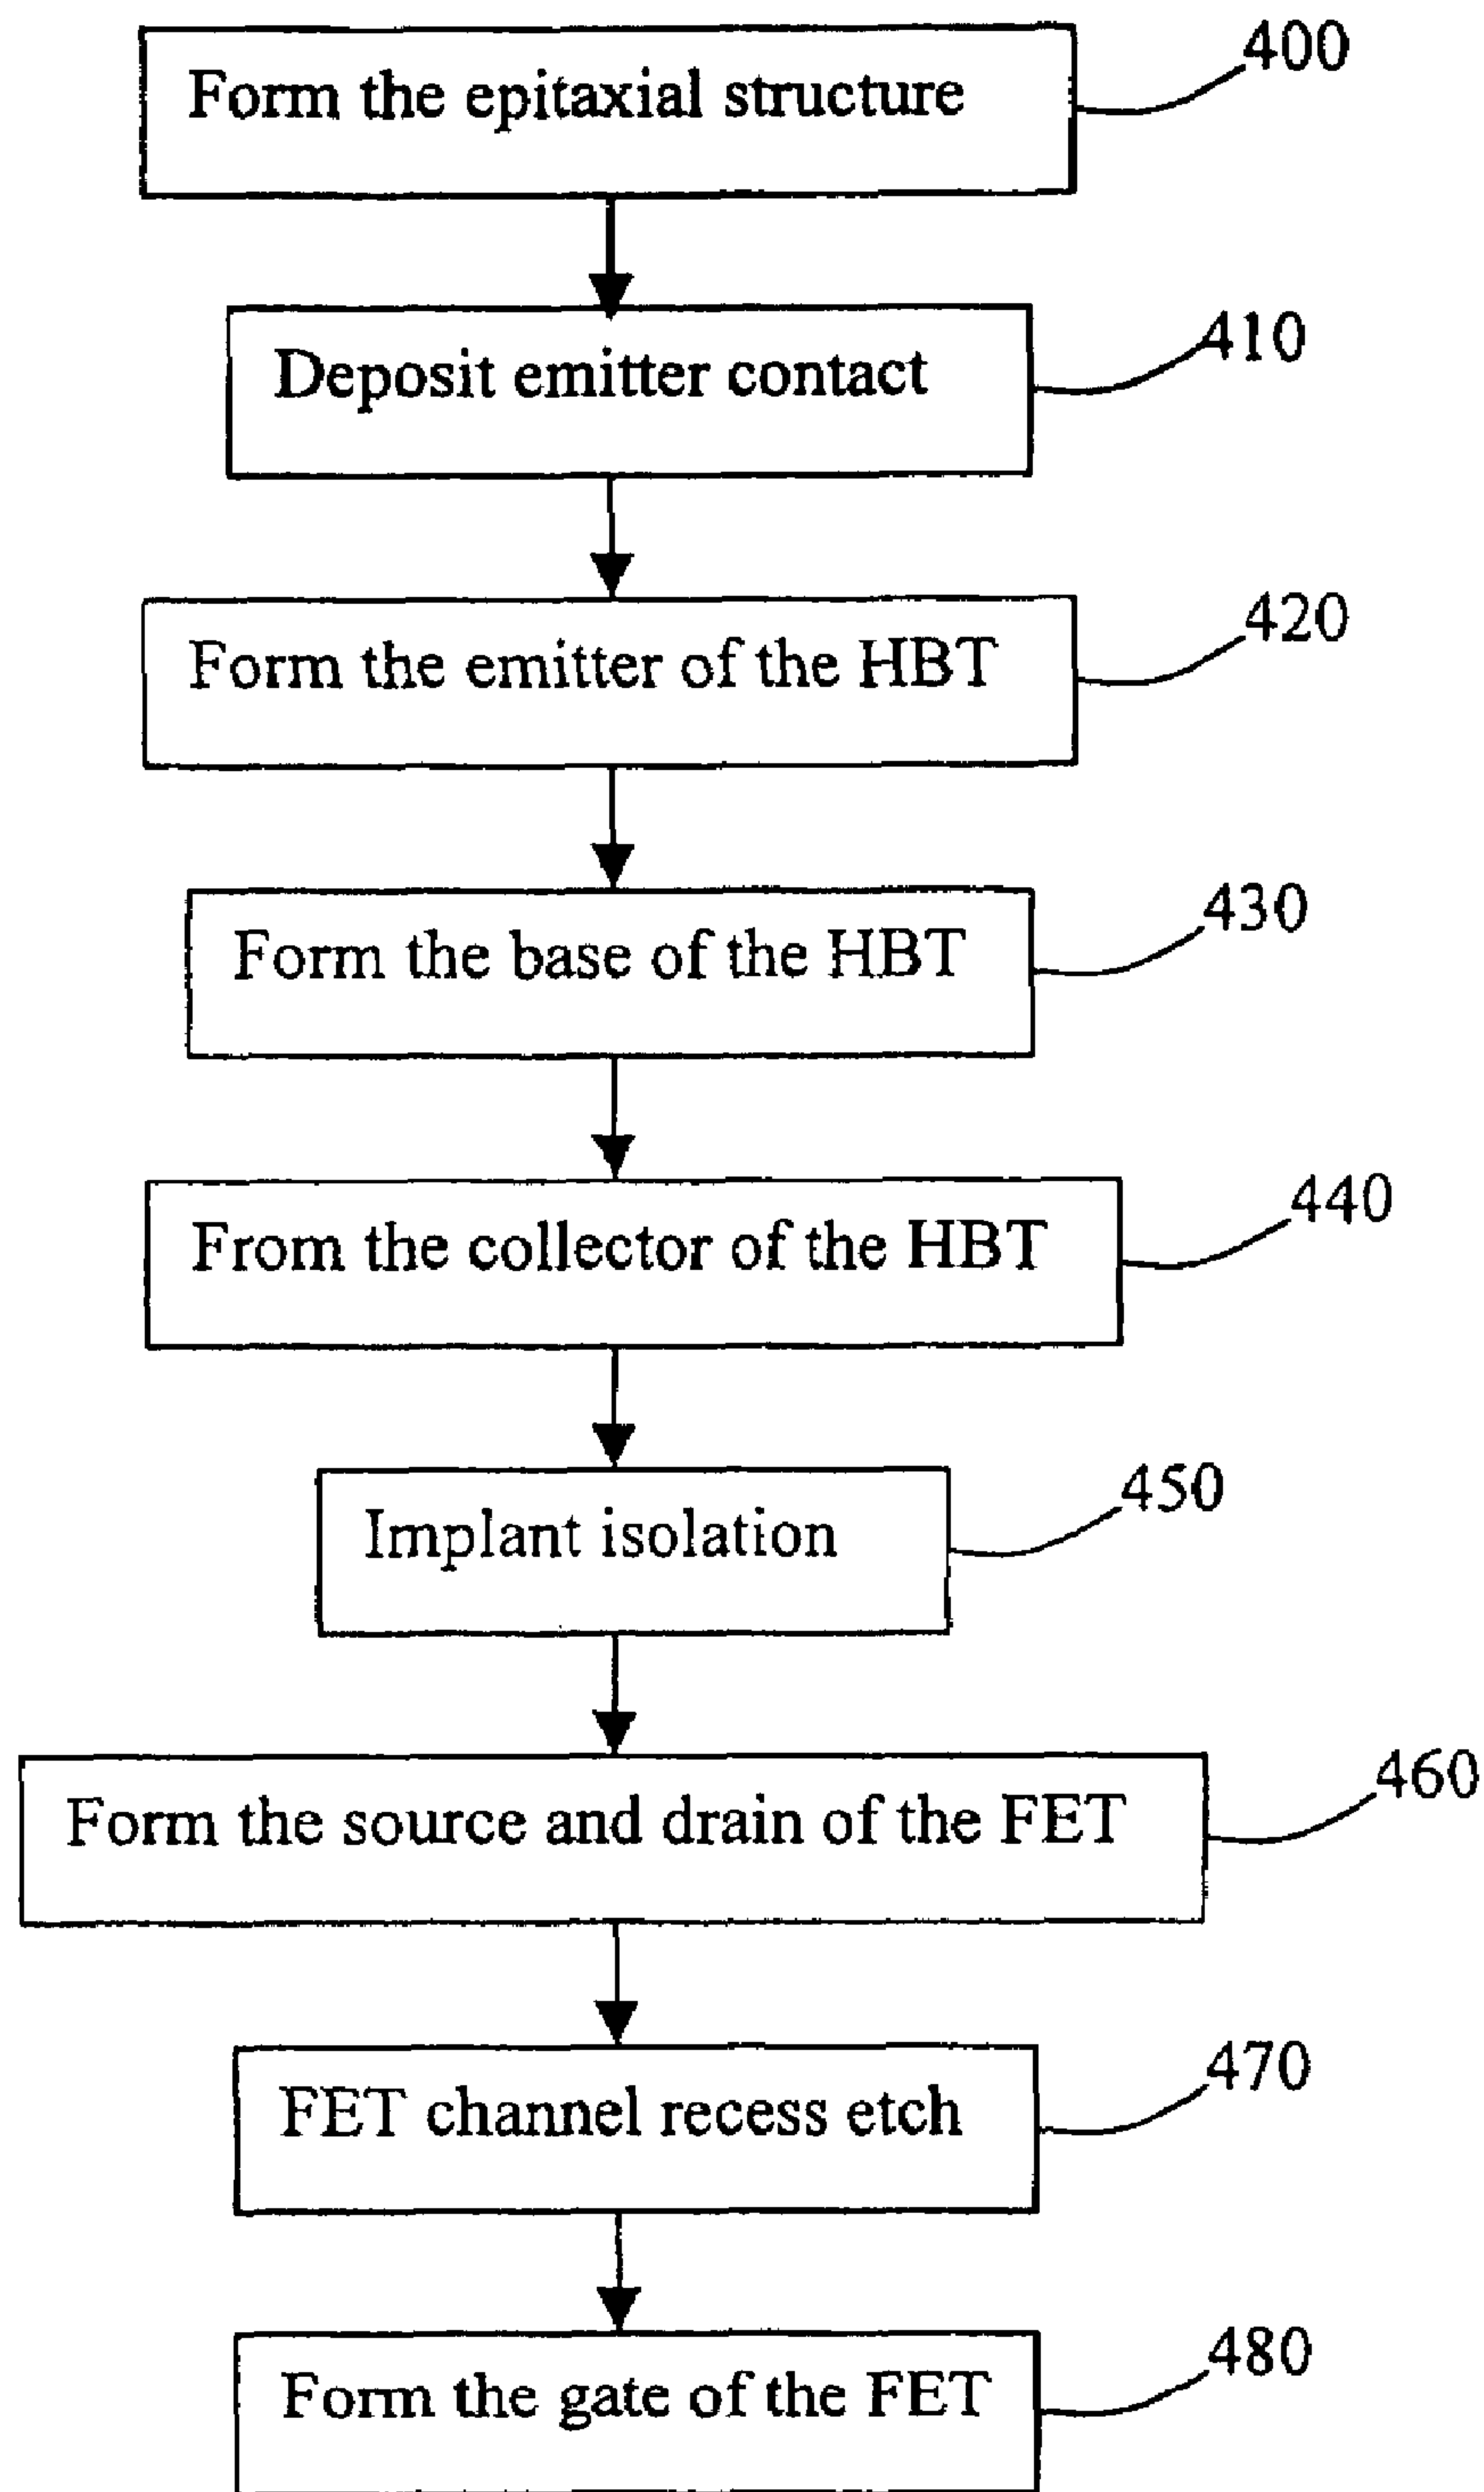 Form the epitaxial structure
400
Deposit emitter contact
410
Form the emitter of the HBT
420
Form the base of the HBT
430
From the collector of the HBT
440
Implant isolation
450
Form the source and drain of the FET
460
FET channel recess etch
470
Form the gate of the FET
480